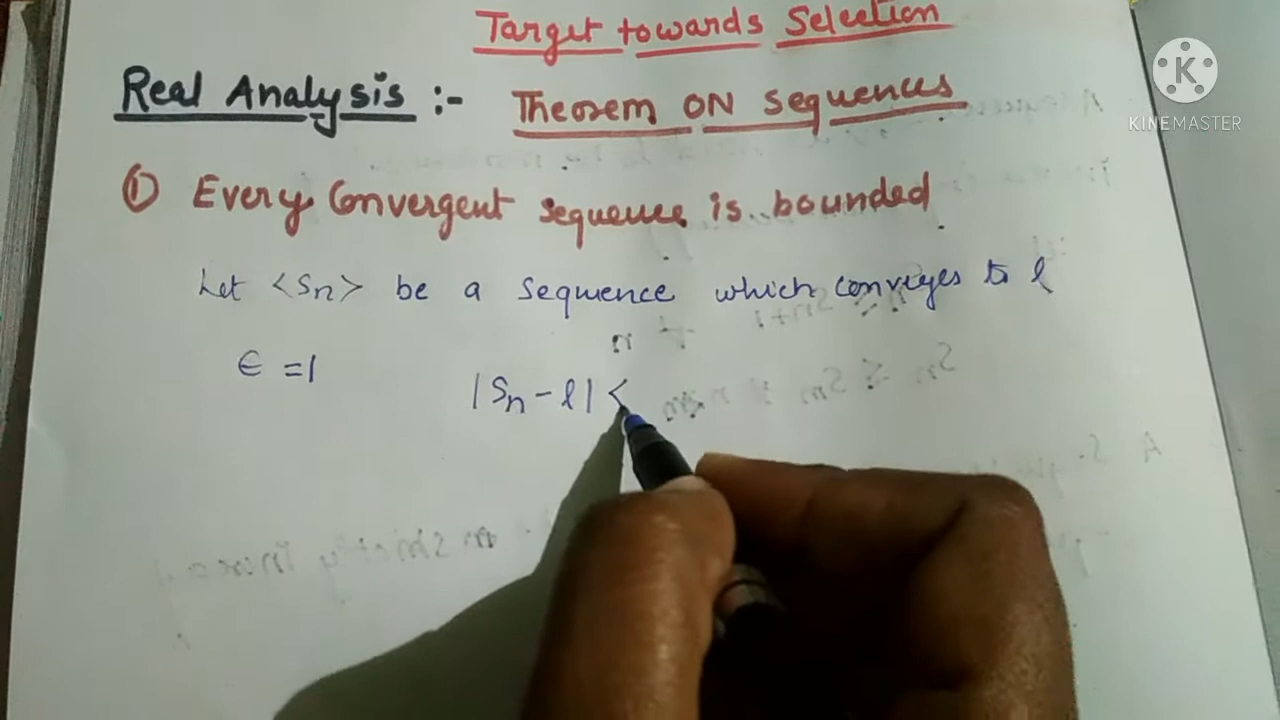 Target towards Selection
Real Analysis :- Theorem ON Sequences
K
KINEMASTER
① Every Convergent sequence is bounded
Let <Sn> be a sequence which converges to l
ϵ = 1 |Sn - l| <